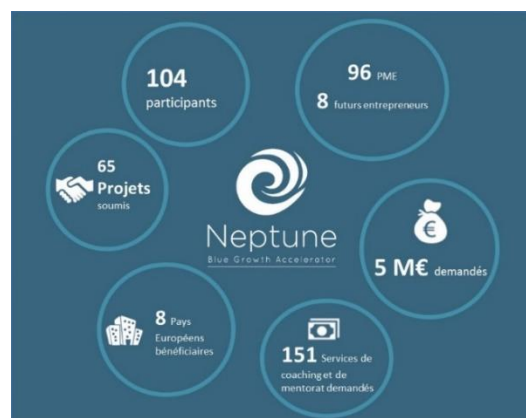 104
participants
96 PME
8 futurs entrepreneurs
65
Projets
soumis
Neptune
Blue Growth Accelerator
€
5 M€ demandés
8 Pays
Européens
bénéficiaires
151 Services de
coaching et de
mentorat demandés